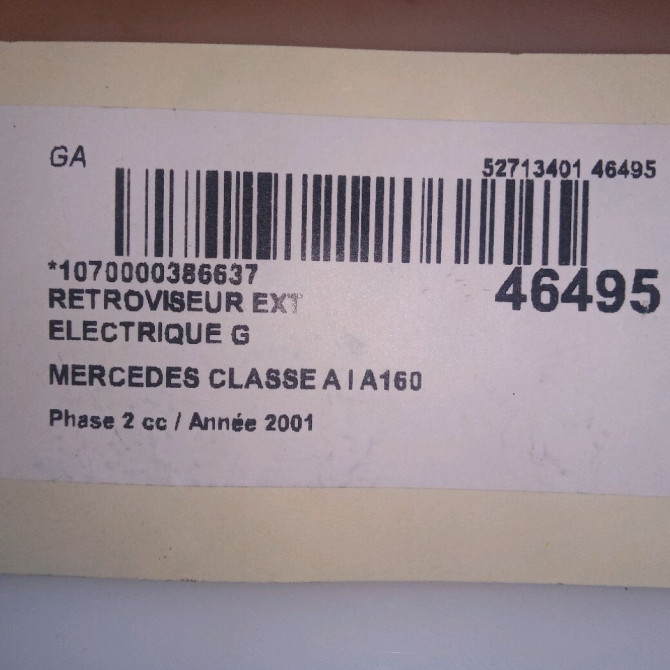 GA
52713401 46495
*1070000386637
46495
RETROVISEUR EXT
ELECTRIQUE G
MERCEDES CLASSE A I A160
Phase 2 cc / Année 2001